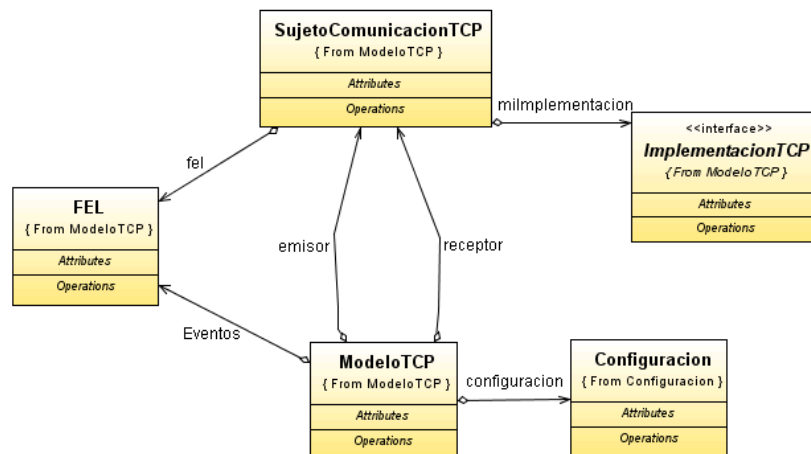 SujetoComunicacionTCP
{ From ModeloTCP }
Attributes
Operations
miImplementacion
<<interface>>
ImplementacionTCP
{ From ModeloTCP }
Attributes
Operations
fel
FEL
{ From ModeloTCP }
Attributes
Operations
emisor
receptor
Eventos
ModeloTCP
{ From ModeloTCP }
Attributes
Operations
configuracion
Configuracion
{ From Configuracion }
Attributes
Operations